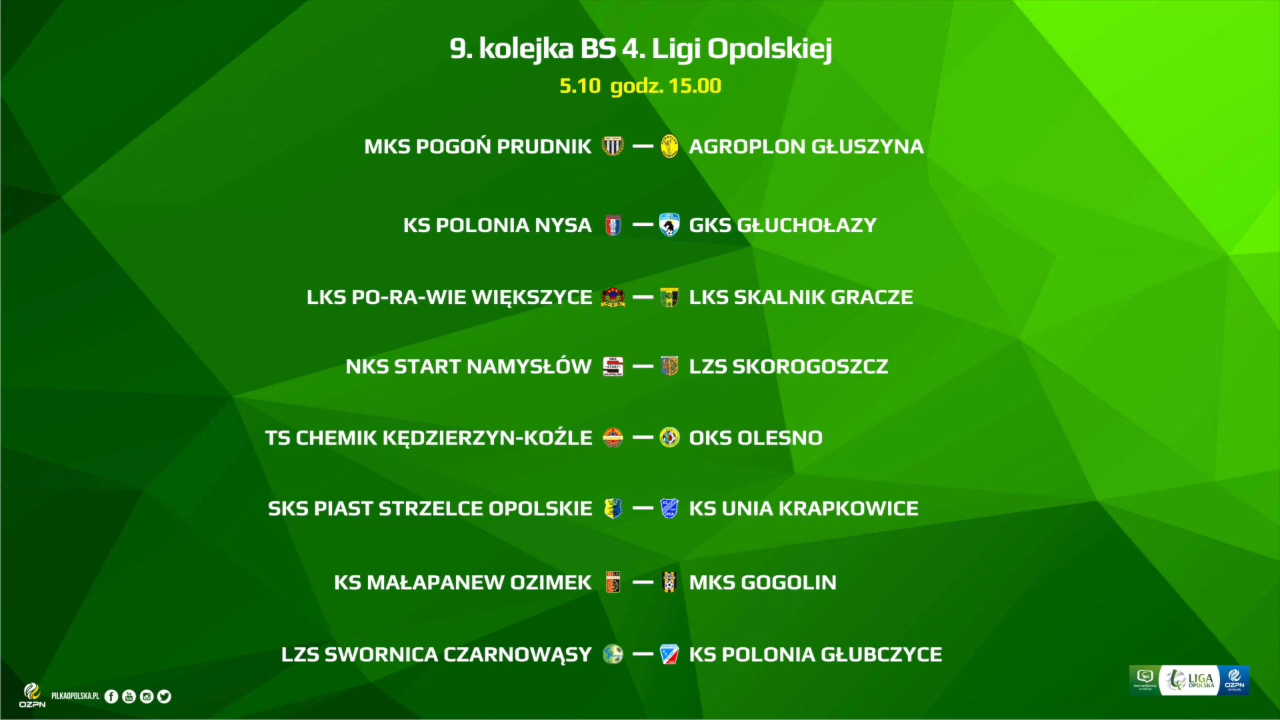 9. kolejka BS 4. Ligi Opolskiej
5.10 godz. 15.00
MKS POGOŃ PRUDNIK — AGROPLON GŁUSZYNA
KS POLONIA NYSA — GKS GŁUCHOŁAZY
LKS PO-RA-WIE WIĘKSZYCE — LKS SKALNIK GRACZE
NKS START NAMYSŁÓW — LZS SKOROGOSZCZ
TS CHEMIK KĘDZIERZYN-KOŹLE — OKS OLESNO
SKS PIAST STRZELCE OPOLSKIE — KS UNIA KRAPKOWICE
KS MAŁAPANEW OZIMEK — MKS GOGOLIN
LZS SWORNICA CZARNOWĄSY — KS POLONIA GŁUBCZYCE
OZPN PILKAOPOLSKA.PL
LIGA OPOLSKA OZPN